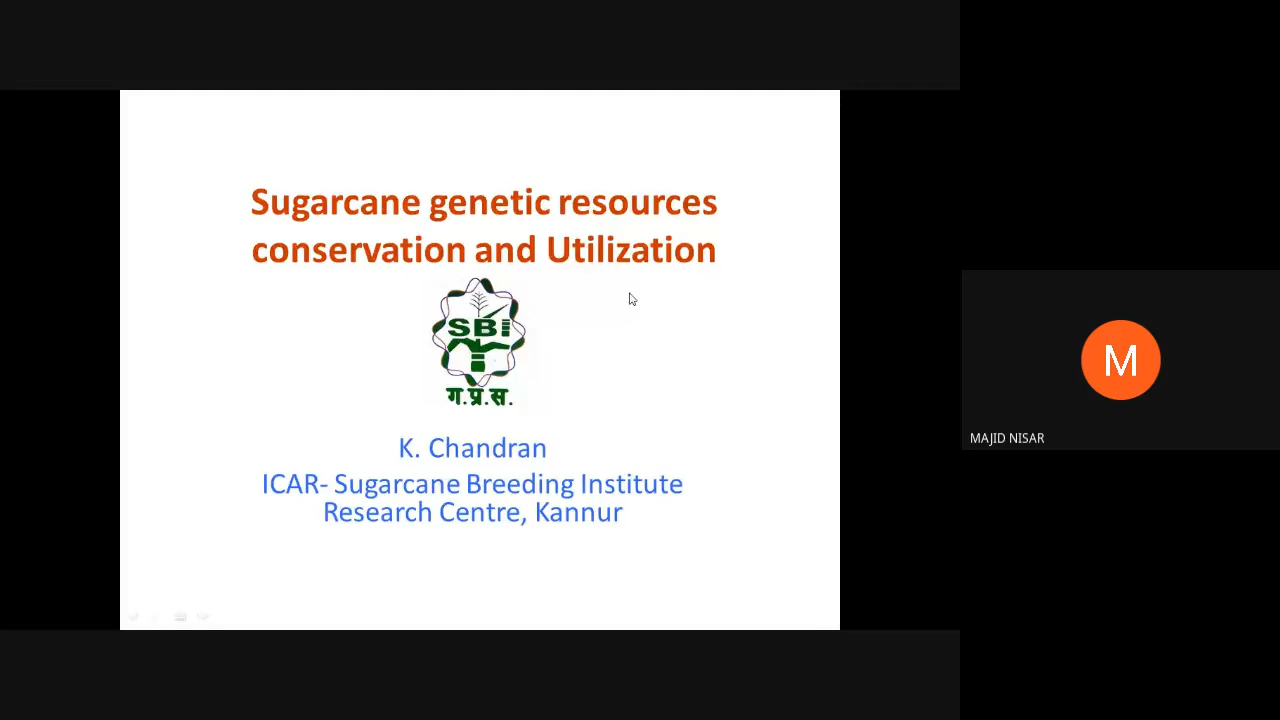 Sugarcane genetic resources
conservation and Utilization
SBI
ग.प्र.स.
K. Chandran
ICAR- Sugarcane Breeding Institute
Research Centre, Kannur
M
MAJID NISAR